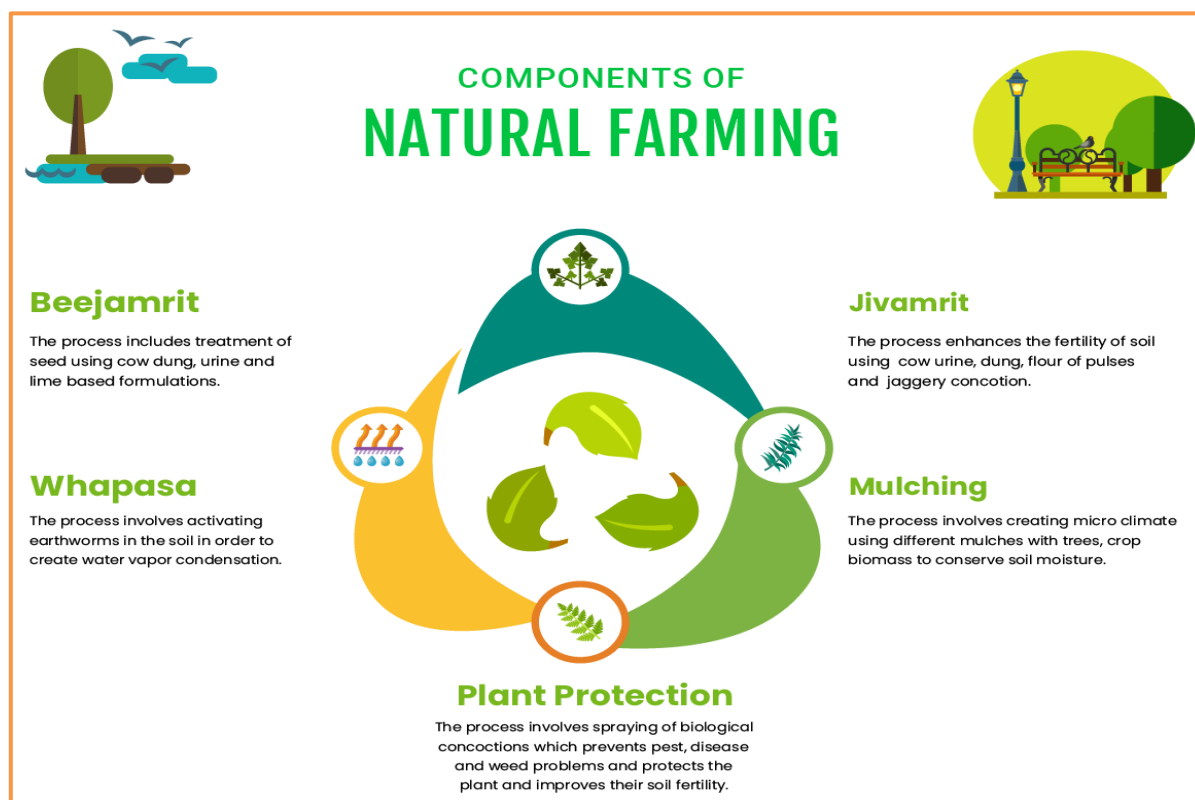 COMPONENTS OF
NATURAL FARMING
Beejamrit
The process includes treatment of
seed using cow dung, urine and
lime based formulations.
Jivamrit
The process enhances the fertility of soil
using cow urine, dung, flour of pulses
and jaggery concotion.
Whapasa
The process involves activating
earthworms in the soil in order to
create water vapor condensation.
Mulching
The process involves creating micro climate
using different mulches with trees, crop
biomass to conserve soil moisture.
Plant Protection
The process involves spraying of biological
concoctions which prevents pest, disease
and weed problems and protects the
plant and improves their soil fertility.